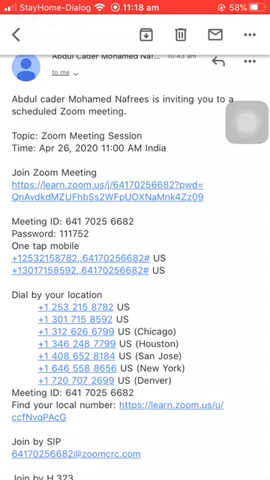 StayHome-Dialog 11:18 am 58%
Abdul Cader Mohamed Naf... 10:43 am
to me
Abdul cader Mohamed Nafrees is inviting you to a
scheduled Zoom meeting.
Topic: Zoom Meeting Session
Time: Apr 26, 2020 11:00 AM India
Join Zoom Meeting
https://learn.zoom.us/j/64170256682?pwd=
QnAvdkdMZUFhbSs2WFpUOXNaMnk4Zz09
Meeting ID: 641 7025 6682
Password: 111752
One tap mobile
+12532158782,,64170256682# US
+13017158592,,64170256682# US
Dial by your location
+1 253 215 8782 US
+1 301 715 8592 US
+1 312 626 6799 US (Chicago)
+1 346 248 7799 US (Houston)
+1 408 652 8184 US (San Jose)
+1 646 558 8656 US (New York)
+1 720 707 2699 US (Denver)
Meeting ID: 641 7025 6682
Find your local number: https://learn.zoom.us/u/
ccfNvqPAcG
Join by SIP
64170256682@zoomcrc.com
Join by H.323